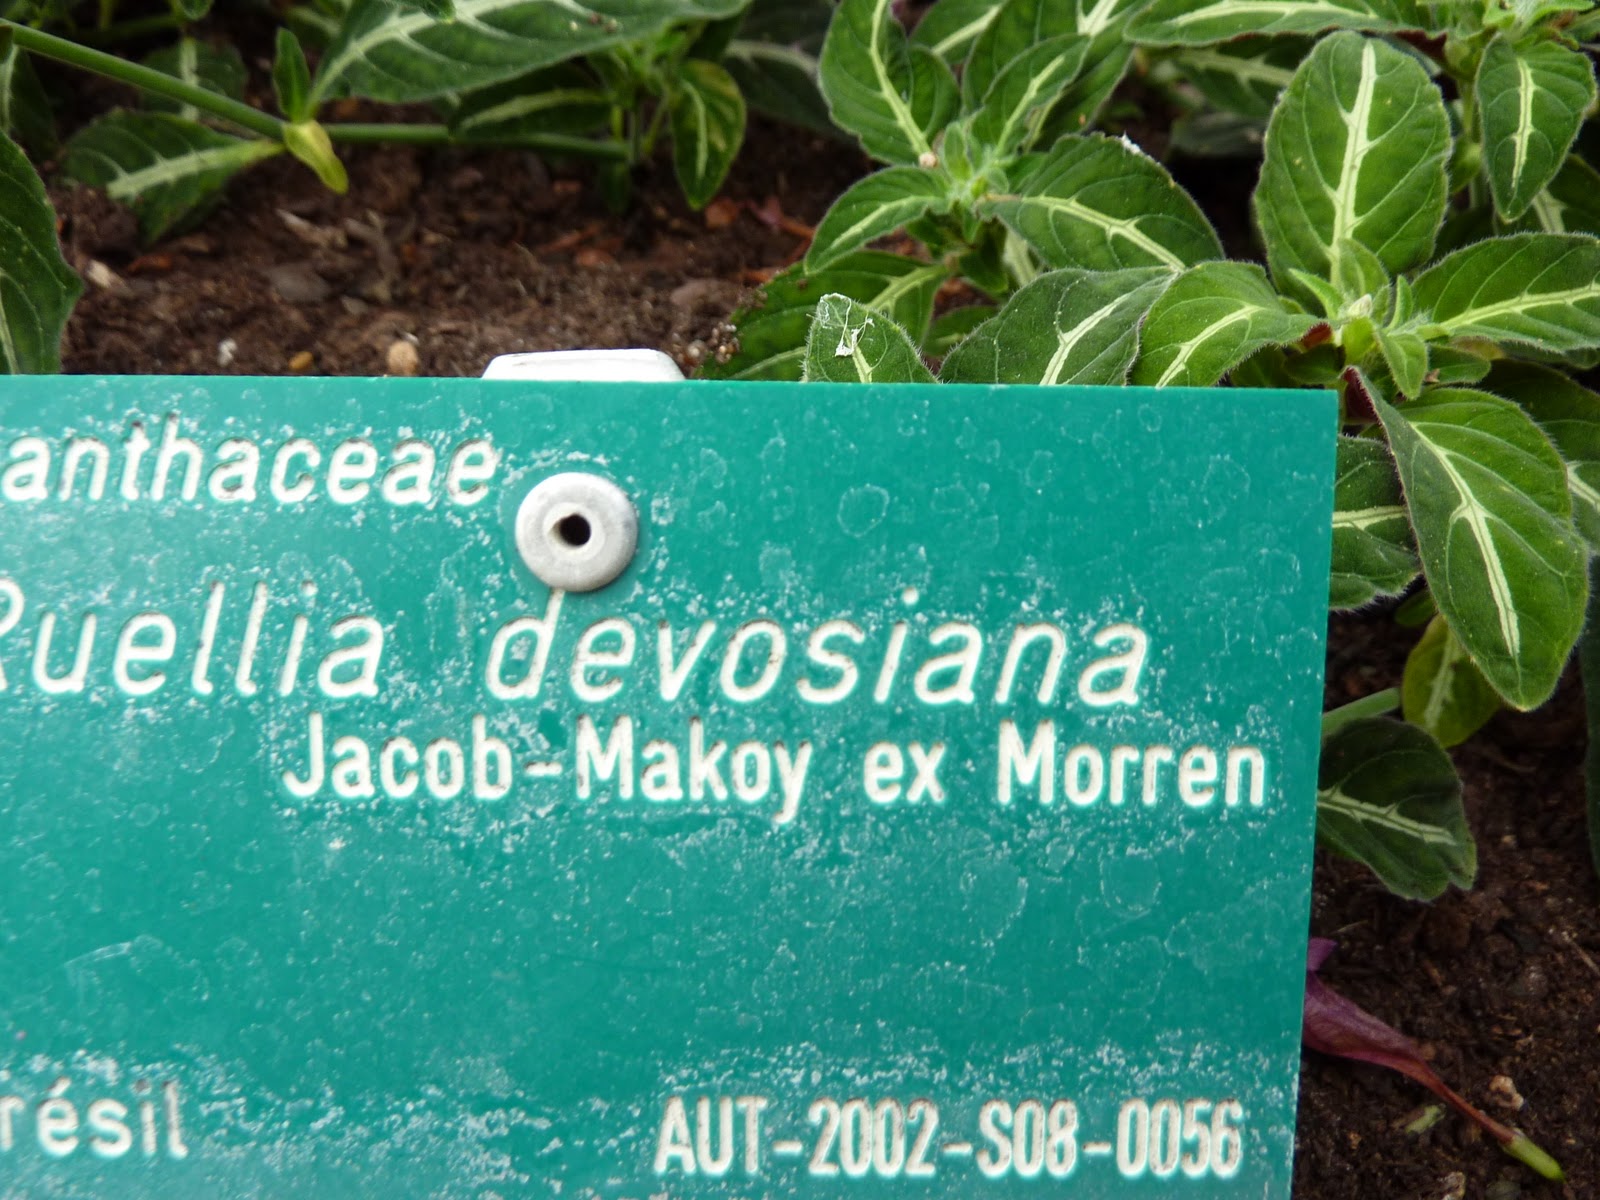 anthaceae
Ruellia devosiana
Jacob-Makoy ex Morren
résil AUT-2002-S08-0056